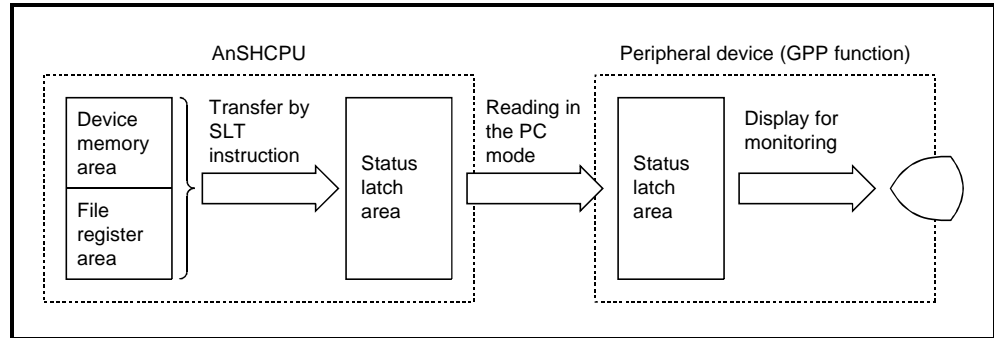 AnSHCPU
Peripheral device (GPP function)
Device
memory
area
File
register
area
Transfer by
SLT
instruction
Status
latch
area
Reading in
the PC
mode
Status
latch
area
Display for
monitoring